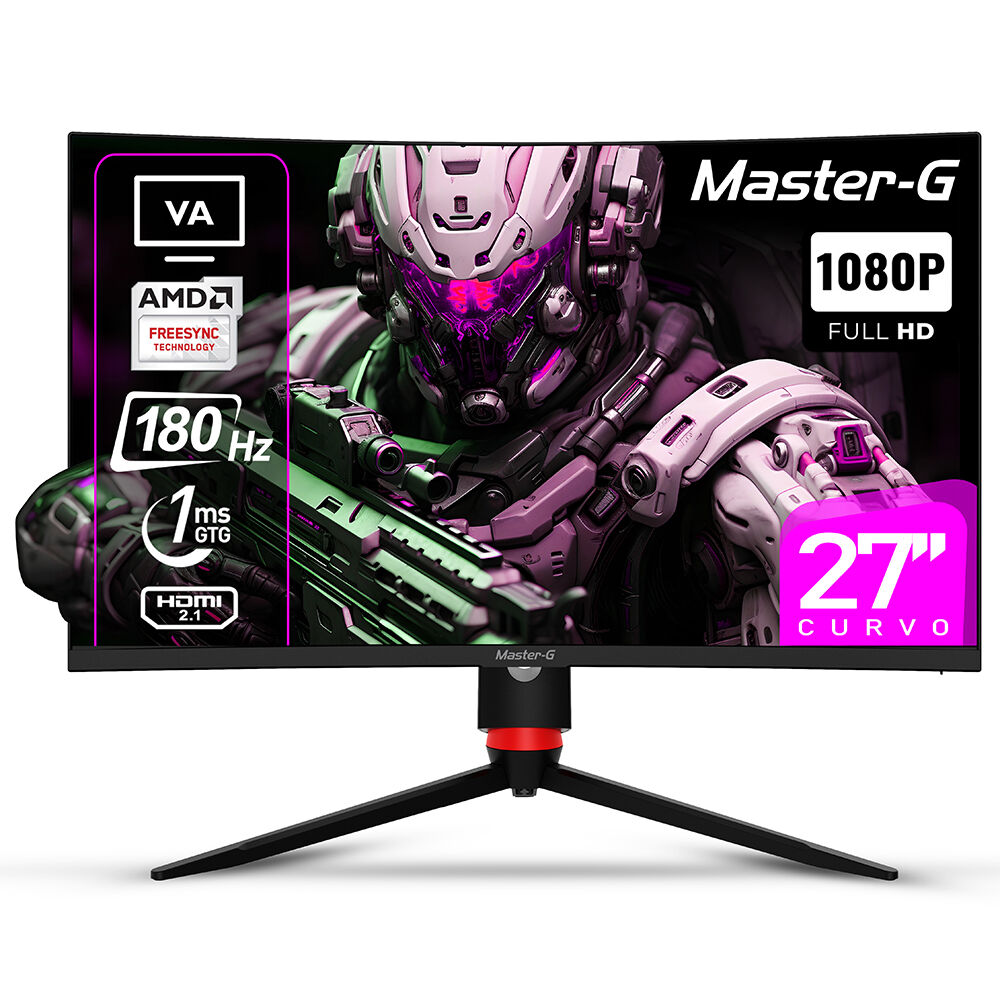 VA
AMD
FREESYNC
TECHNOLOGY
180 Hz
1ms
GTG
HDMI
2.1
Master-G
1080P
FULL HD
27"
CURVO
Master-G